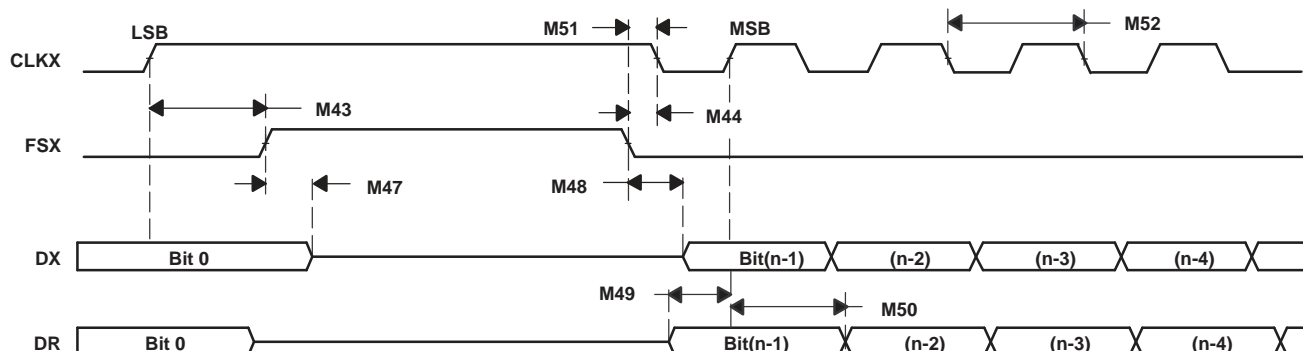 LSB M51 MSB M52
CLKX
M43 M44
FSX
M47 M48
DX Bit 0 Bit(n-1) (n-2) (n-3) (n-4)
M49 M50
DR Bit 0 Bit(n-1) (n-2) (n-3) (n-4)